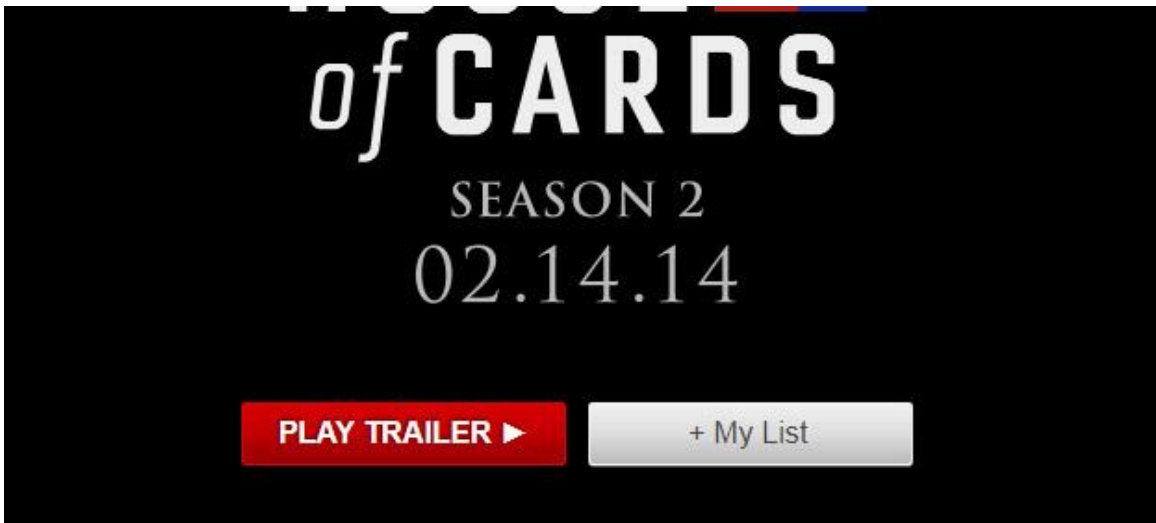 of CARDS
SEASON 2
02.14.14
PLAY TRAILER ▶
+ My List